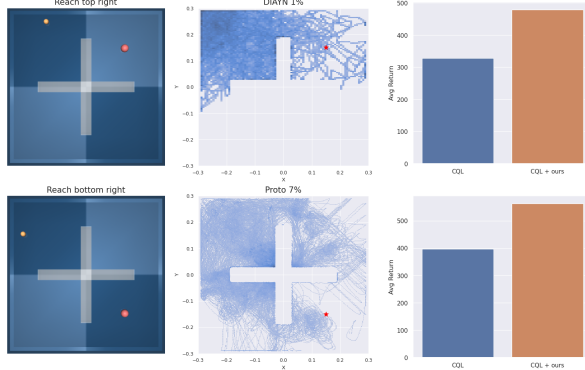 Reach top right
DIAYN 1%
0.3
0.2
0.1
0.0
−0.1
−0.2
−0.3
Y
−0.3 −0.2 −0.1 0.0 0.1 0.2 0.3
X
500
400
300
200
100
0
Avg Return
CQL CQL + ours
Reach bottom right
Proto 7%
0.3
0.2
0.1
0.0
−0.1
−0.2
−0.3
Y
−0.3 −0.2 −0.1 0.0 0.1 0.2 0.3
X
500
400
300
200
100
0
Avg Return
CQL CQL + ours